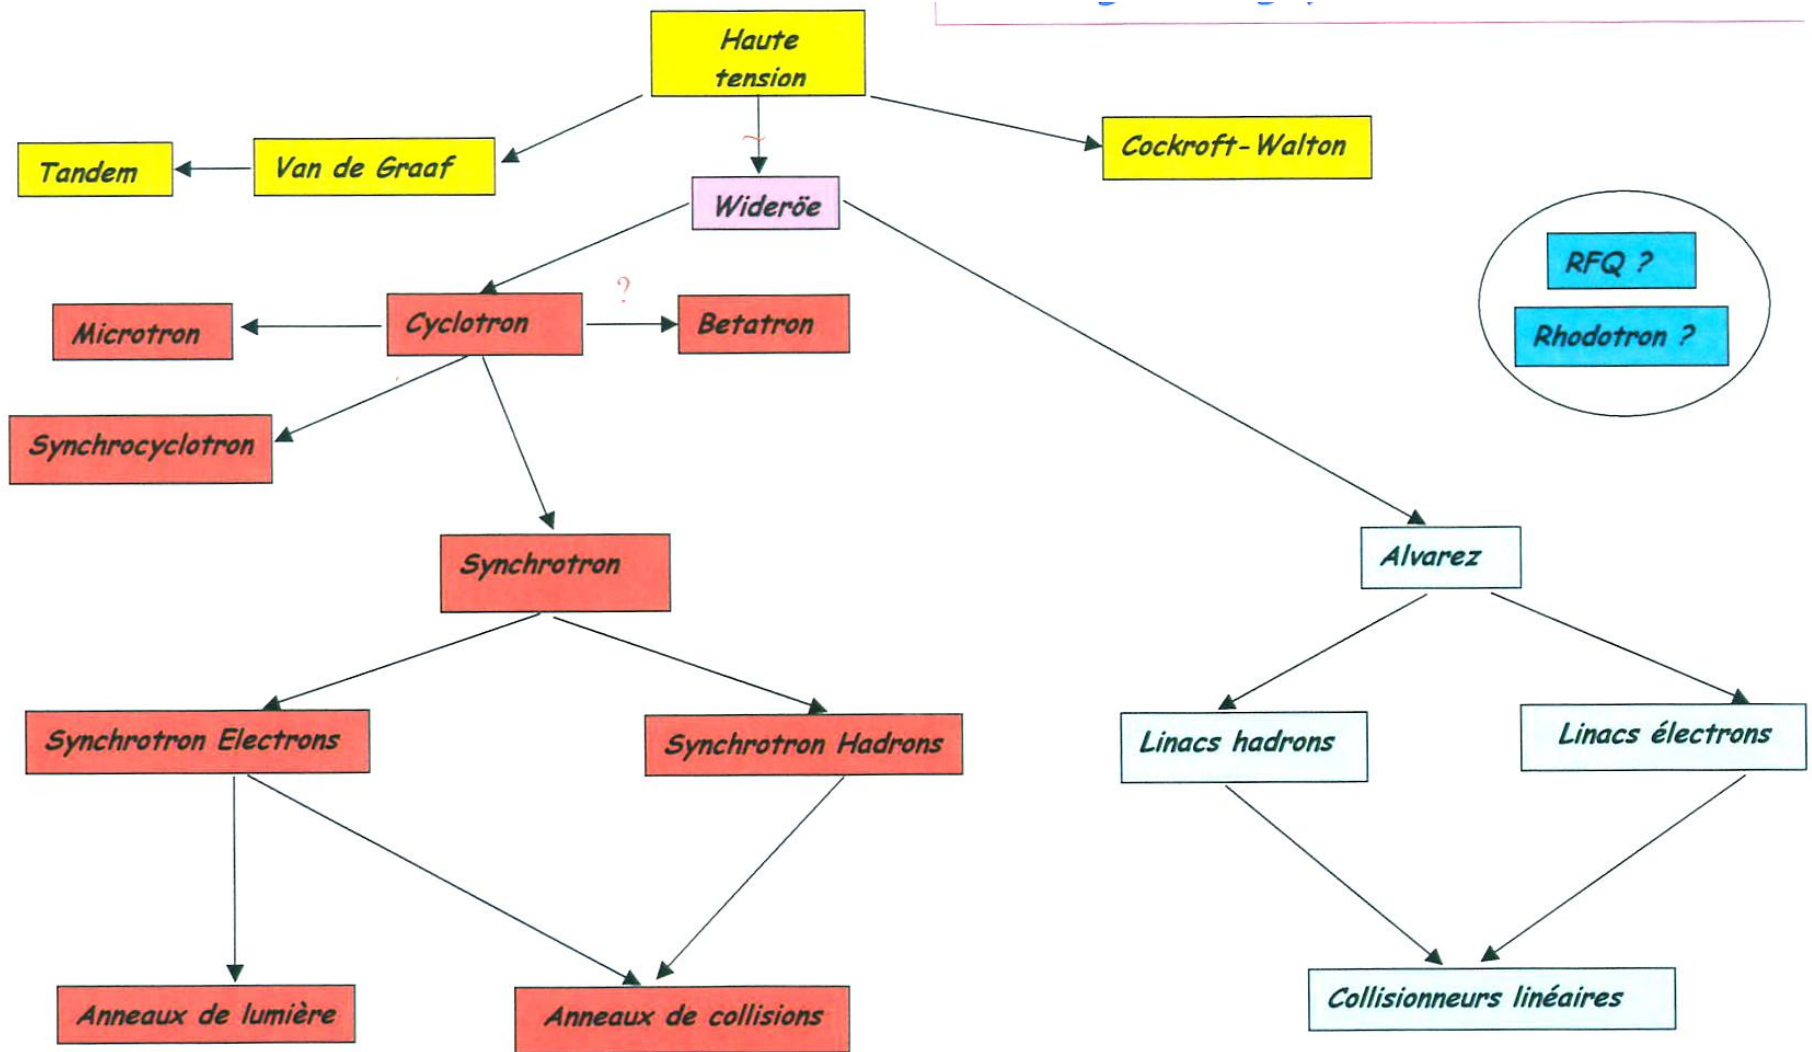 Haute
tension
Tandem
Van de Graaf
Cockroft-Walton
~
Wideröe
RFQ ?
Microtron
Cyclotron
?
Betatron
Rhodotron ?
Synchrocyclotron
Synchrotron
Alvarez
Synchrotron Electrons
Synchrotron Hadrons
Linacs hadrons
Linacs électrons
Anneaux de lumière
Anneaux de collisions
Collisionneurs linéaires